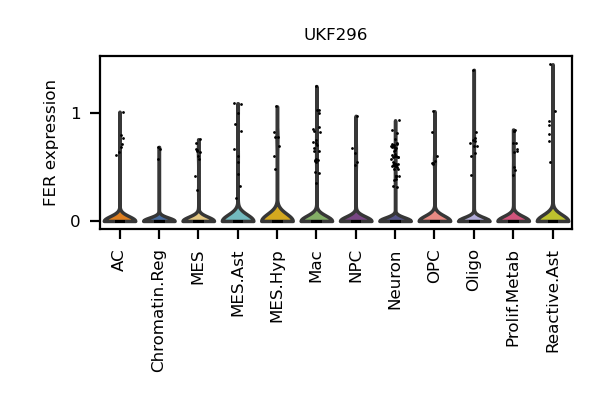 UKF296
FER expression
1
0
AC
Chromatin.Reg
MES
MES.Ast
MES.Hyp
Mac
NPC
Neuron
OPC
Oligo
Prolif.Metab
Reactive.Ast